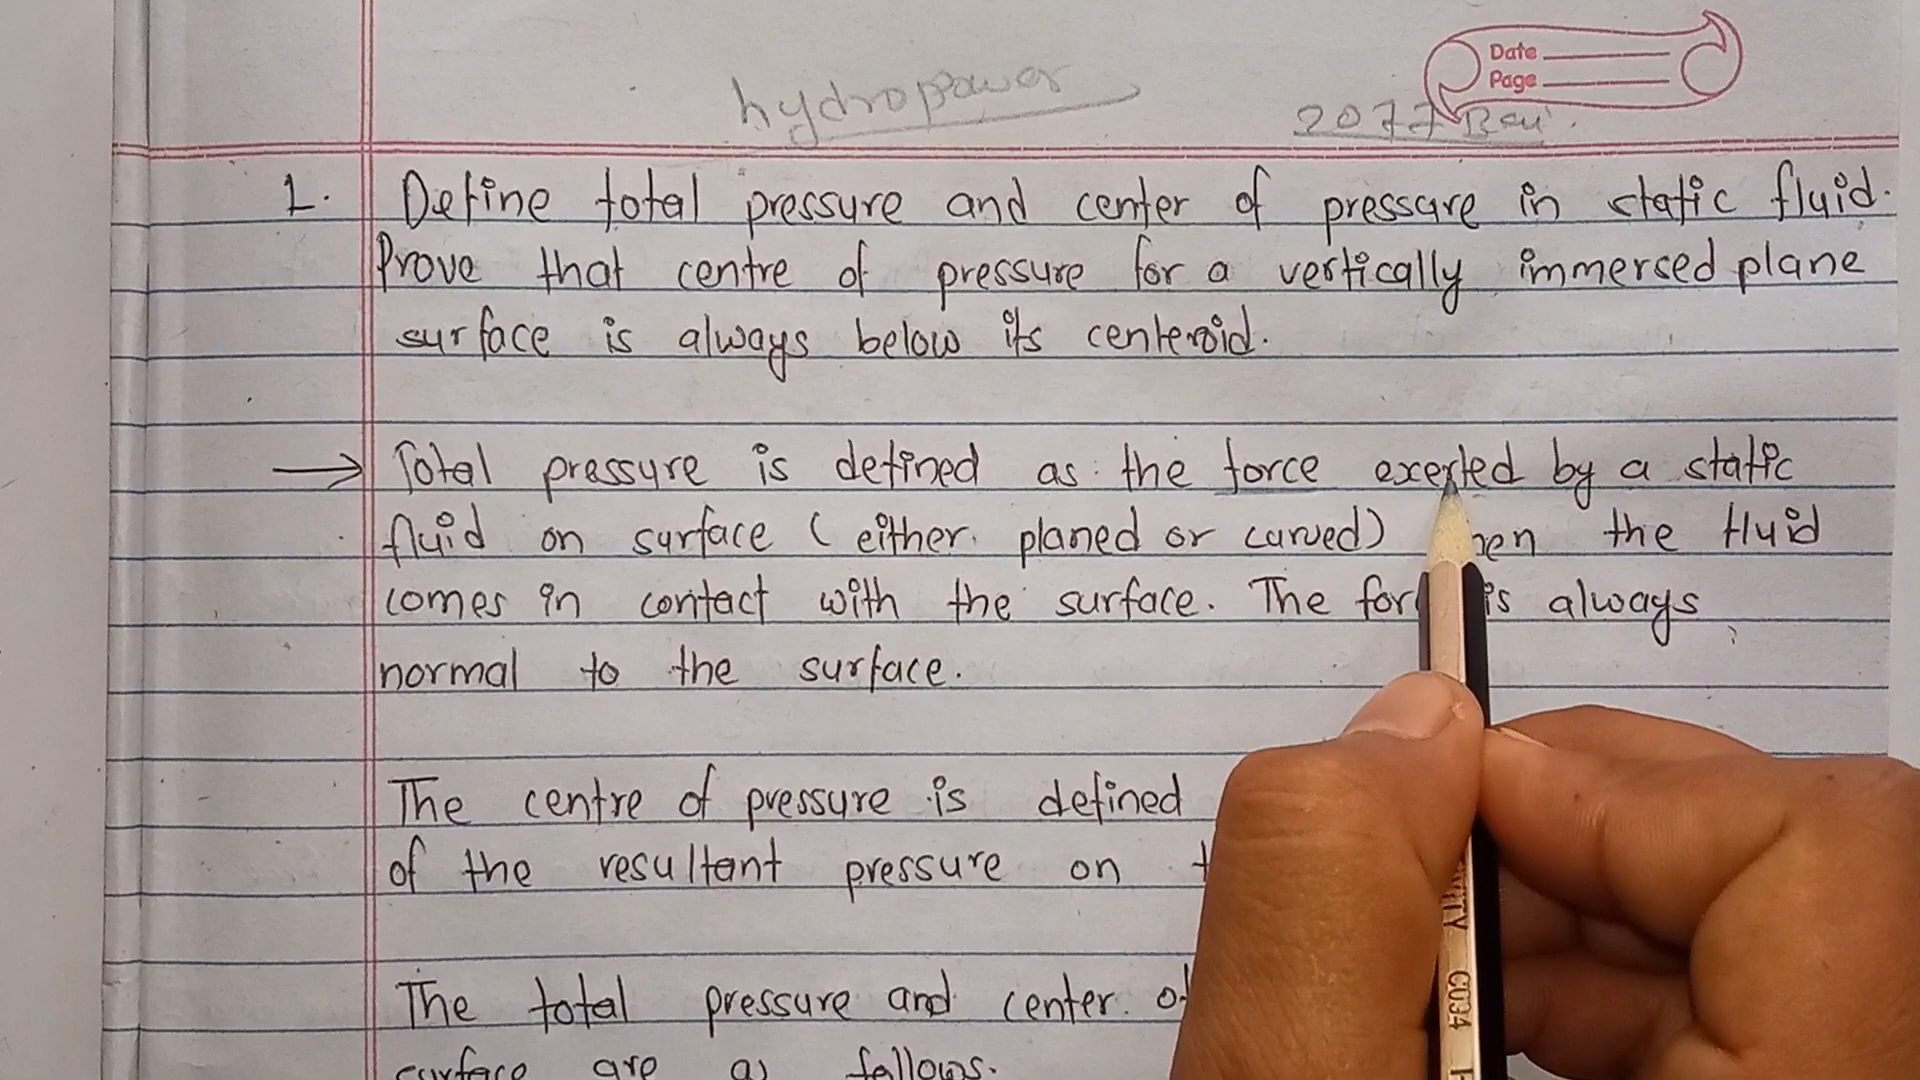 Date
Page
hydropower
2077
1. Define total pressure and center of pressure in static fluid.
Prove that centre of pressure for a vertically immersed plane
surface is always below its centeroid.
→ Total pressure is defined as the force exerted by a static
fluid on surface (either planed or curved) the fluid
comes in contact with the surface. The is always
normal to the surface.
The centre of pressure is defined
of the resultant pressure on
The total pressure and center
surface are as follows.
C034